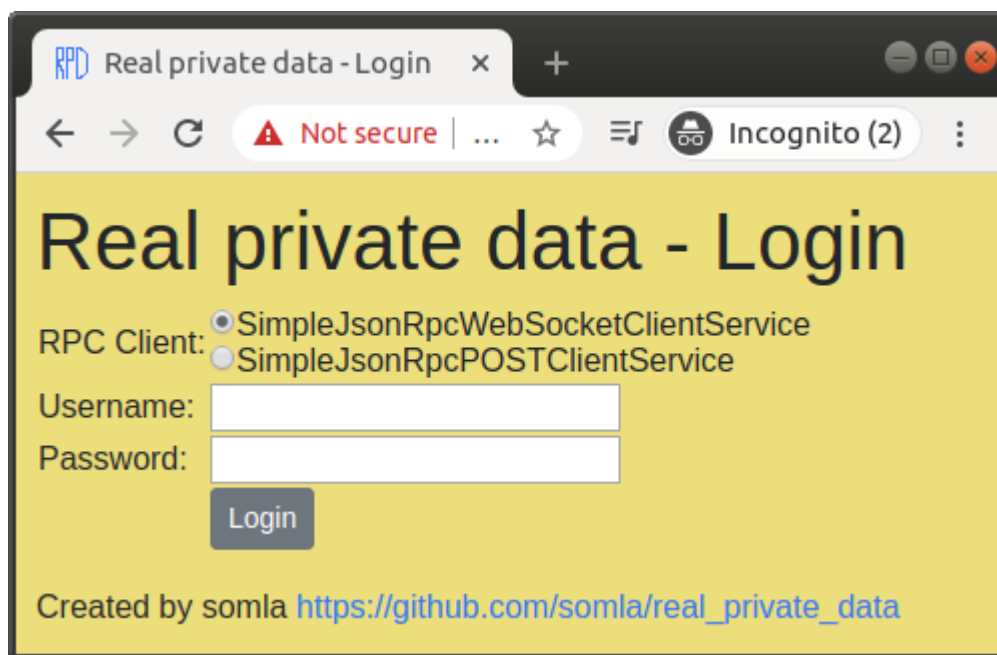 RPD Real private data - Login
Not secure | ... Incognito (2)
Real private data - Login
RPC Client: SimpleJsonRpcWebSocketClientService
SimpleJsonRpcPOSTClientService
Username:
Password:
Login
Created by somla https://github.com/somla/real_private_data